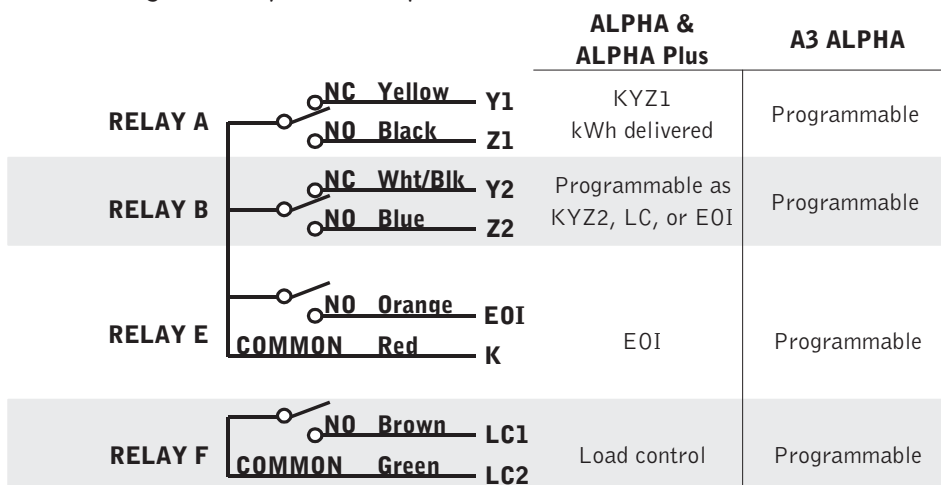 ALPHA &
ALPHA Plus
A3 ALPHA
RELAY A
NC Yellow Y1
NO Black Z1
KYZ1
kWh delivered
Programmable
RELAY B
NC Wht/Blk Y2
NO Blue Z2
Programmable as
KYZ2, LC, or EOI
Programmable
RELAY E
NO Orange EOI
COMMON Red K
EOI
Programmable
RELAY F
NO Brown LC1
COMMON Green LC2
Load control
Programmable